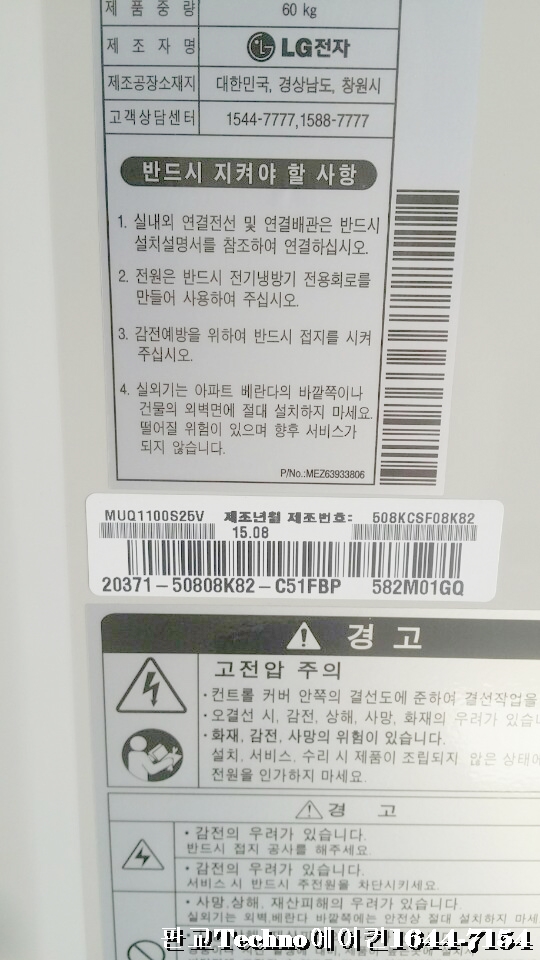 제 품 중 량 60 kg
제 조 자 명 LG전자
제조공장소재지 대한민국, 경상남도, 창원시
고객상담센터 1544-7777,1588-7777
반드시 지켜야 할 사항
1. 실내외 연결전선 및 연결배관은 반드시
설치설명서를 참조하여 연결하십시오.
2. 전원은 반드시 전기냉방기 전용회로를
만들어 사용하여 주십시오.
3. 감전예방을 위하여 반드시 접지를 시켜
주십시오.
4. 실외기는 아파트 베란다의 바깥쪽이나
건물의 외벽면에 절대 설치하지 마세요.
떨어질 위험이 있으며 향후 서비스가
되지 않습니다.
P/No.:MEZ63933806
MUQ1100S25V 제조년월 제조번호: 508KCSF08K82
15.08
20371-50808K82-C51FBP 582M01GQ
경 고
고전압 주의
· 컨트롤 커버 안쪽의 결선도에 준하여 결선작업을
· 오결선 시, 감전, 상해, 사망, 화재의 우려가 있습니
· 화재, 감전, 사망의 위험이 있습니다.
설치, 서비스, 수리 시 제품이 조립되지 않은 상태에
전원을 인가하지 마세요.
경 고
· 감전의 우려가 있습니다.
반드시 접지 공사를 해주세요.
· 감전의 우려가 있습니다.
서비스 시 반드시 주전원을 차단시키세요.
· 사망,상해, 재산피해의 우려가 있습니다.
실외기는 외벽,베란다 바깥쪽에는 안전상 절대 설치하지 마세
판교Techno에어컨1644-7154